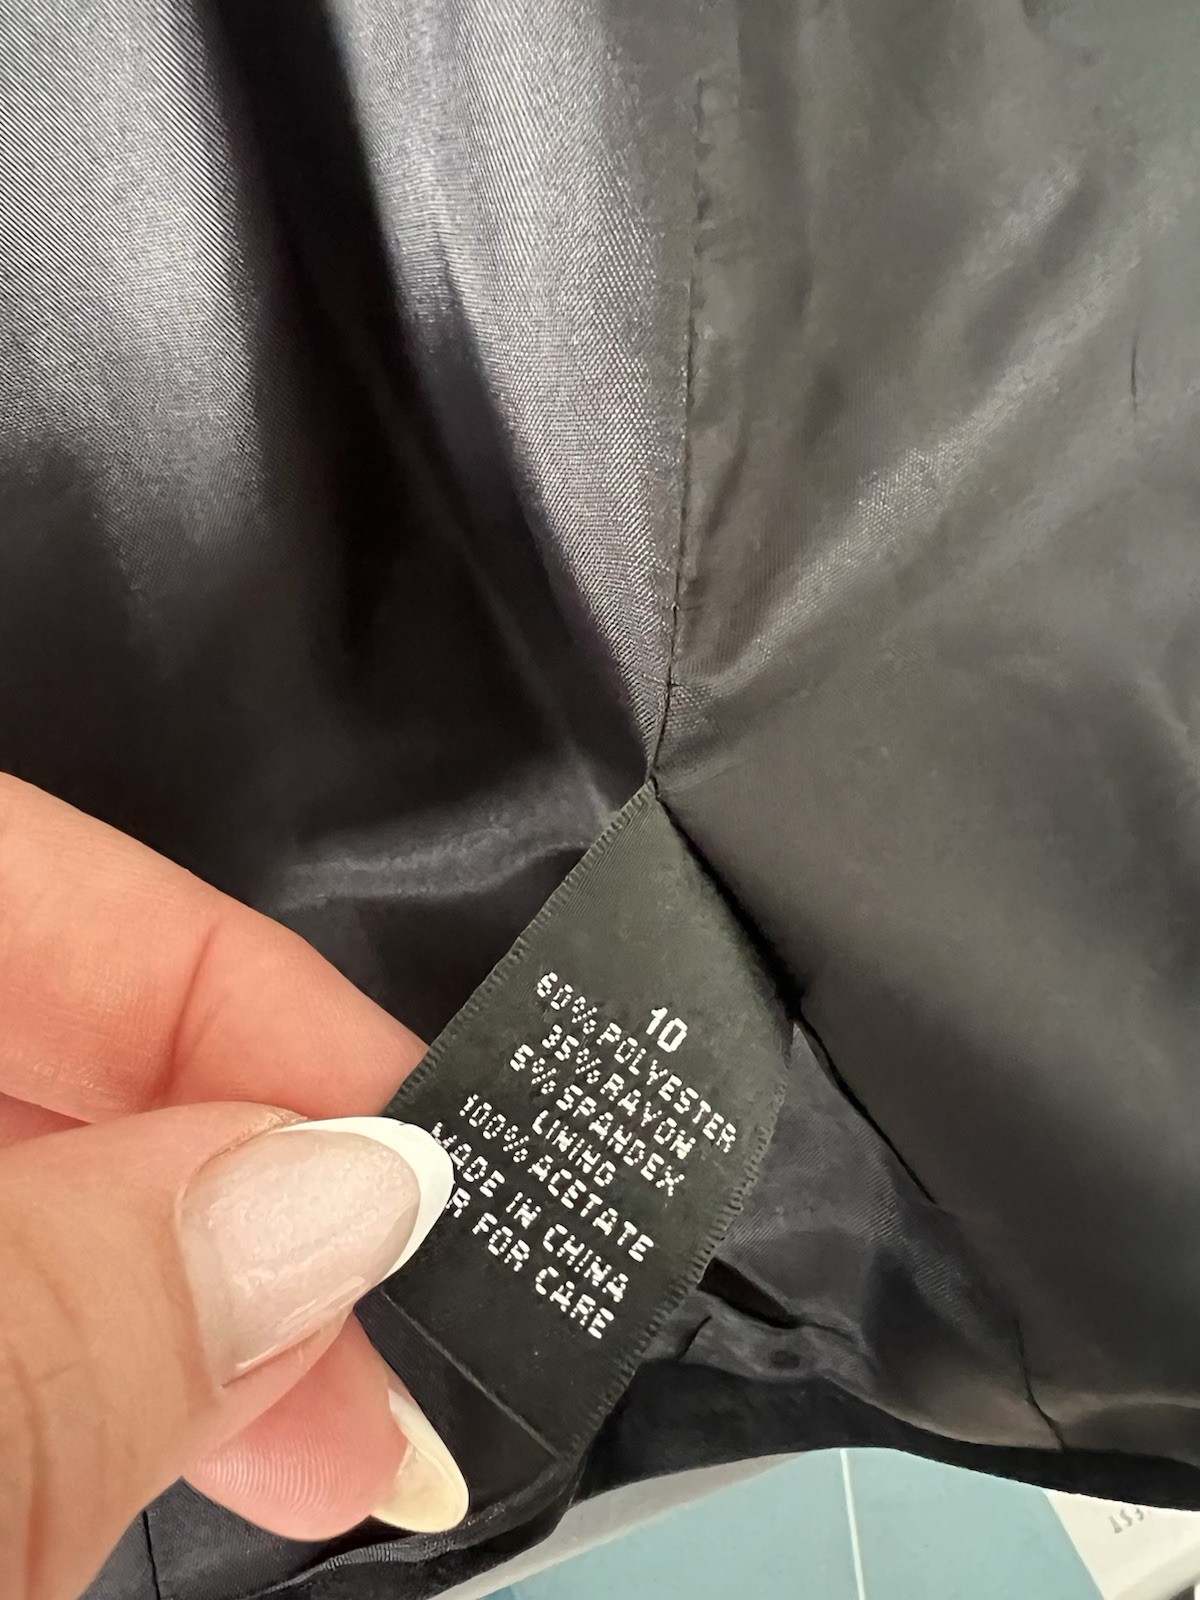 10
60% POLYESTER
35% RAYON
5% SPANDEX
LINING
100% ACETATE
MADE IN CHINA
R FOR CARE